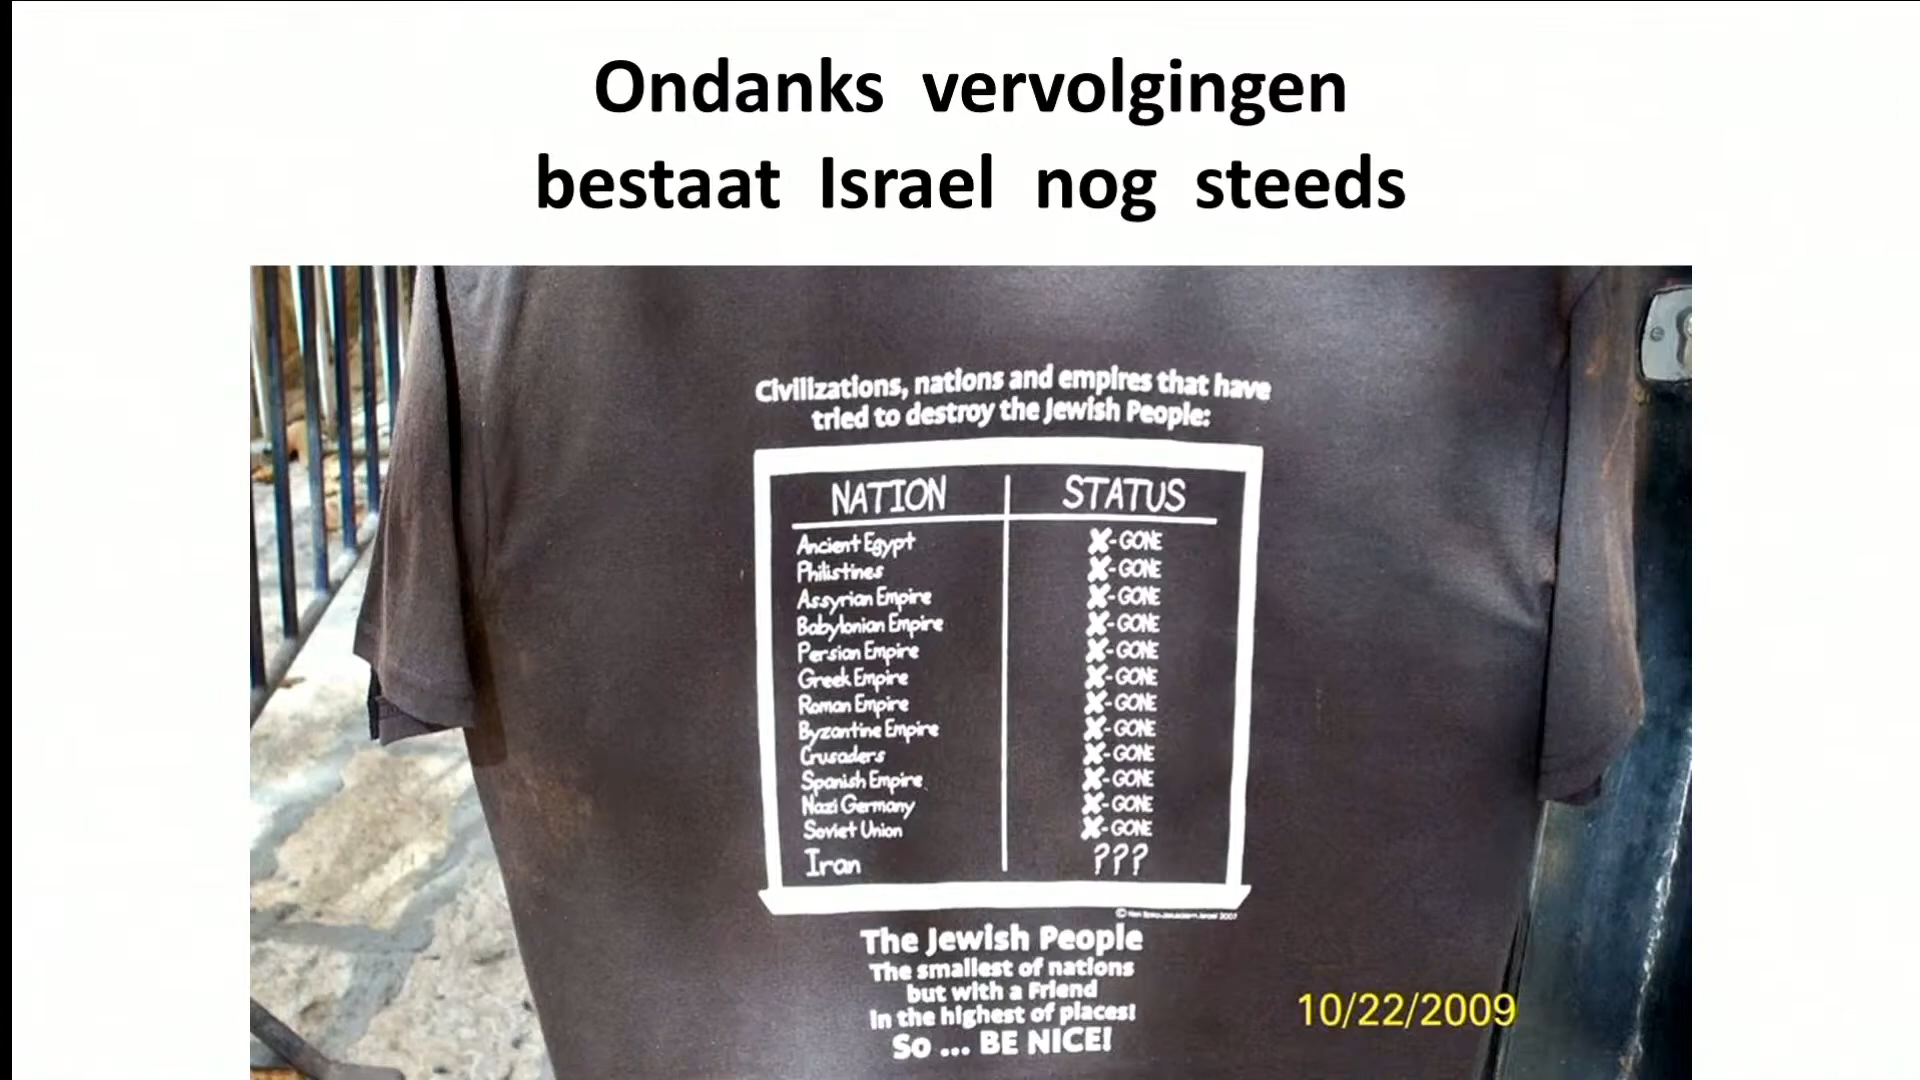 Ondanks vervolgingen
bestaat Israel nog steeds
Civilizations, nations and empires that have
tried to destroy the Jewish People:
NATION STATUS
Ancient Egypt X-GONE
Philistines X-GONE
Assyrian Empire X-GONE
Babylonian Empire X-GONE
Persian Empire X-GONE
Greek Empire X-GONE
Roman Empire X-GONE
Byzantine Empire X-GONE
Crusaders X-GONE
Spanish Empire X-GONE
Nazi Germany X-GONE
Soviet Union X-GONE
Iran ???
The Jewish People
The smallest of nations
but with a Friend
in the highest of places!
So ... BE NICE!
10/22/2009